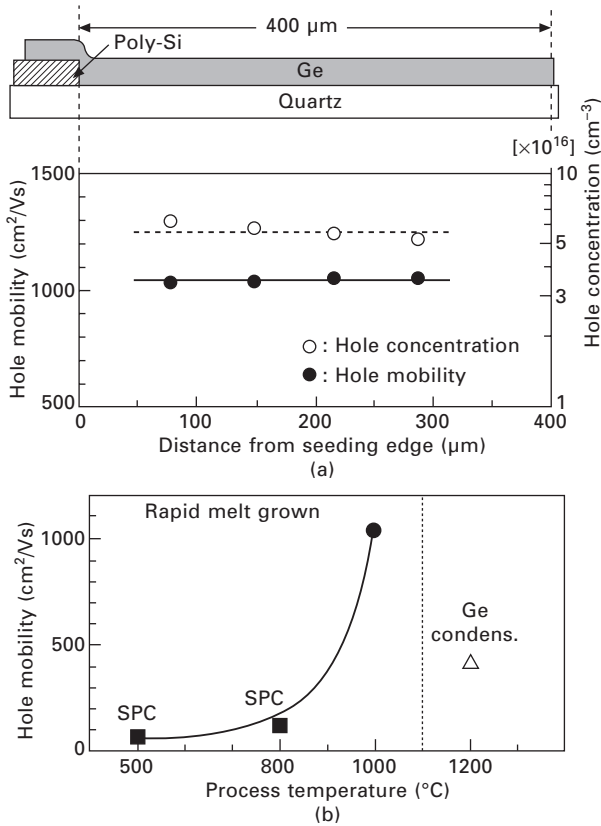 400 µm
Poly-Si
Ge
Quartz
[×10¹⁶]
1500
1000
500
Hole mobility (cm²/Vs)
10
5
3
1
Hole concentration (cm⁻³)
○ : Hole concentration
● : Hole mobility
0 100 200 300 400
Distance from seeding edge (µm)
(a)
Rapid melt grown
1000
500
0
Hole mobility (cm²/Vs)
SPC
SPC
Ge
condens.
500 800 1000 1200
Process temperature (°C)
(b)